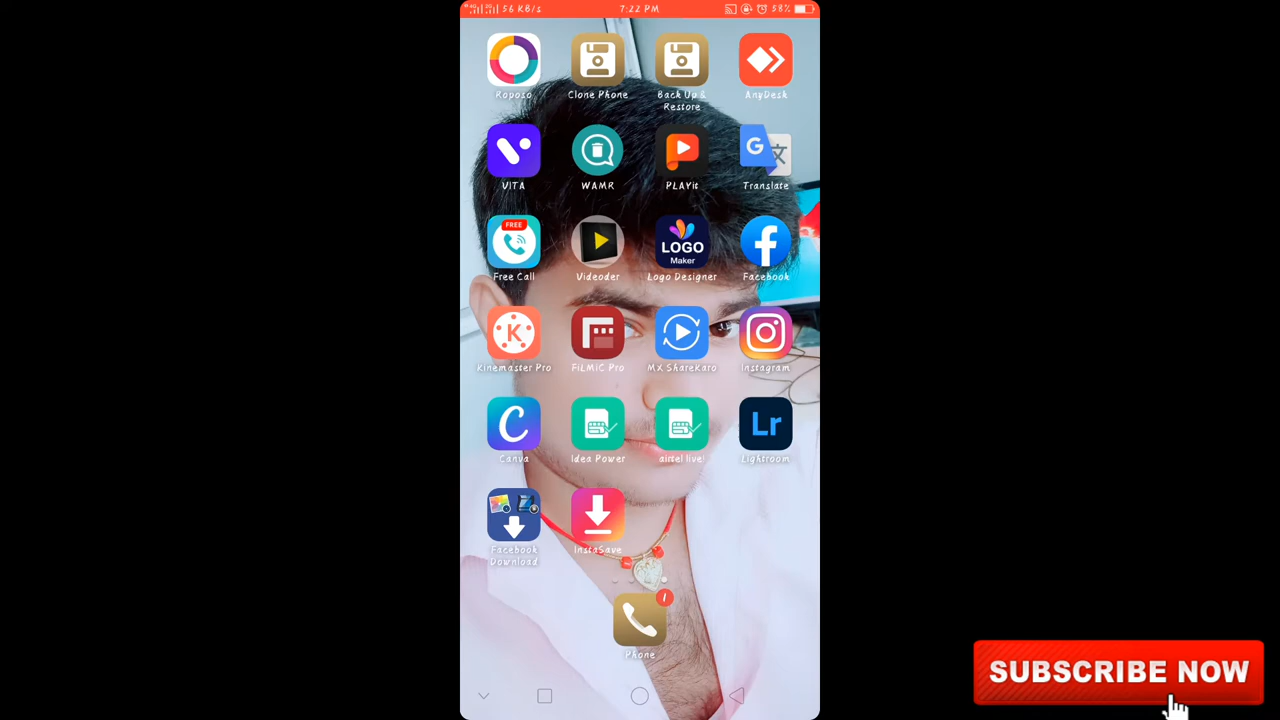 56 KB/s 7:22 PM 58%
Roposo Clone Phone Back Up & Restore AnyDesk
VITA WAMR PLAYit Translate
FREE
LOGO
Maker
Free Call Videoder Logo Designer Facebook
K
Kinemaster Pro FiLMiC Pro MX ShareKaro Instagram
C Lr
Canva Idea Power airtel live! Lightroom
Facebook Download InstaSave
1
Phone
SUBSCRIBE NOW